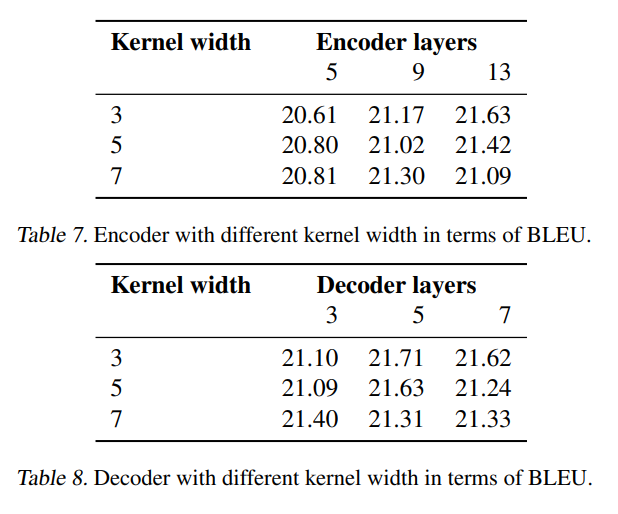 Kernel width Encoder layers
5 9 13
3 20.61 21.17 21.63
5 20.80 21.02 21.42
7 20.81 21.30 21.09
Table 7. Encoder with different kernel width in terms of BLEU.
Kernel width Decoder layers
3 5 7
3 21.10 21.71 21.62
5 21.09 21.63 21.24
7 21.40 21.31 21.33
Table 8. Decoder with different kernel width in terms of BLEU.